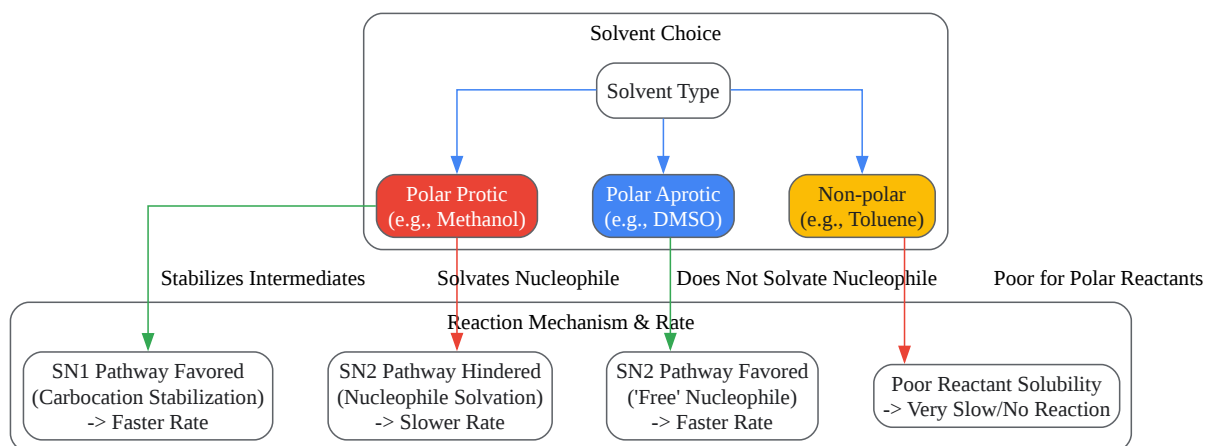 Solvent Choice
Solvent Type
Polar Protic
(e.g., Methanol)
Polar Aprotic
(e.g., DMSO)
Non-polar
(e.g., Toluene)
Stabilizes Intermediates
Solvates Nucleophile
Does Not Solvate Nucleophile
Poor for Polar Reactants
Reaction Mechanism & Rate
SN1 Pathway Favored
(Carbocation Stabilization)
-> Faster Rate
SN2 Pathway Hindered
(Nucleophile Solvation)
-> Slower Rate
SN2 Pathway Favored
('Free' Nucleophile)
-> Faster Rate
Poor Reactant Solubility
-> Very Slow/No Reaction